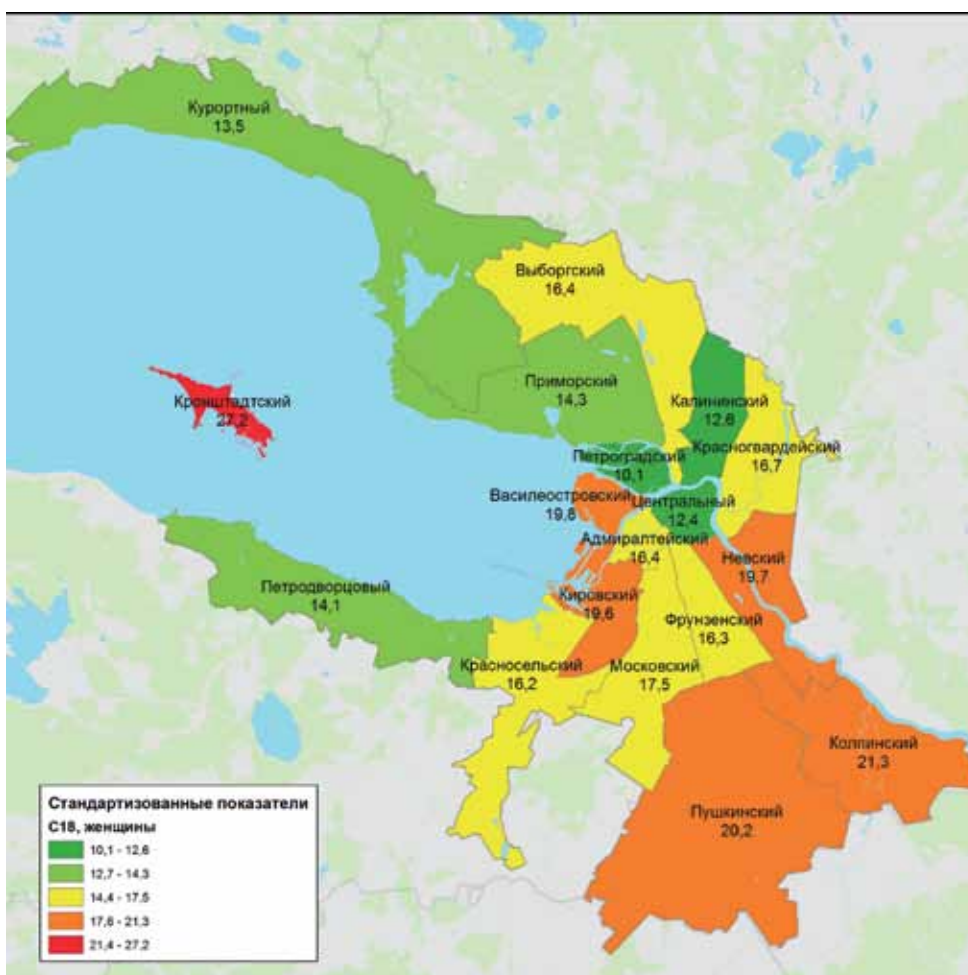 Курортный
13,5
Выборгский
16,4
Приморский
14,3
Калининский
12,6
Кронштадтский
27,2
Красногвардейский
16,7
Петроградский
10,1
Василеостровский
19,8
Центральный
12,4
Адмиралтейский
16,4
Невский
19,7
Петродворцовый
14,1
Кировский
19,6
Фрунзенский
16,3
Красносельский
16,2
Московский
17,5
Колпинский
21,3
Пушкинский
20,2
Стандартизованные показатели
C18, женщины
10,1 - 12,6
12,7 - 14,3
14,4 - 17,5
17,6 - 21,3
21,4 - 27,2